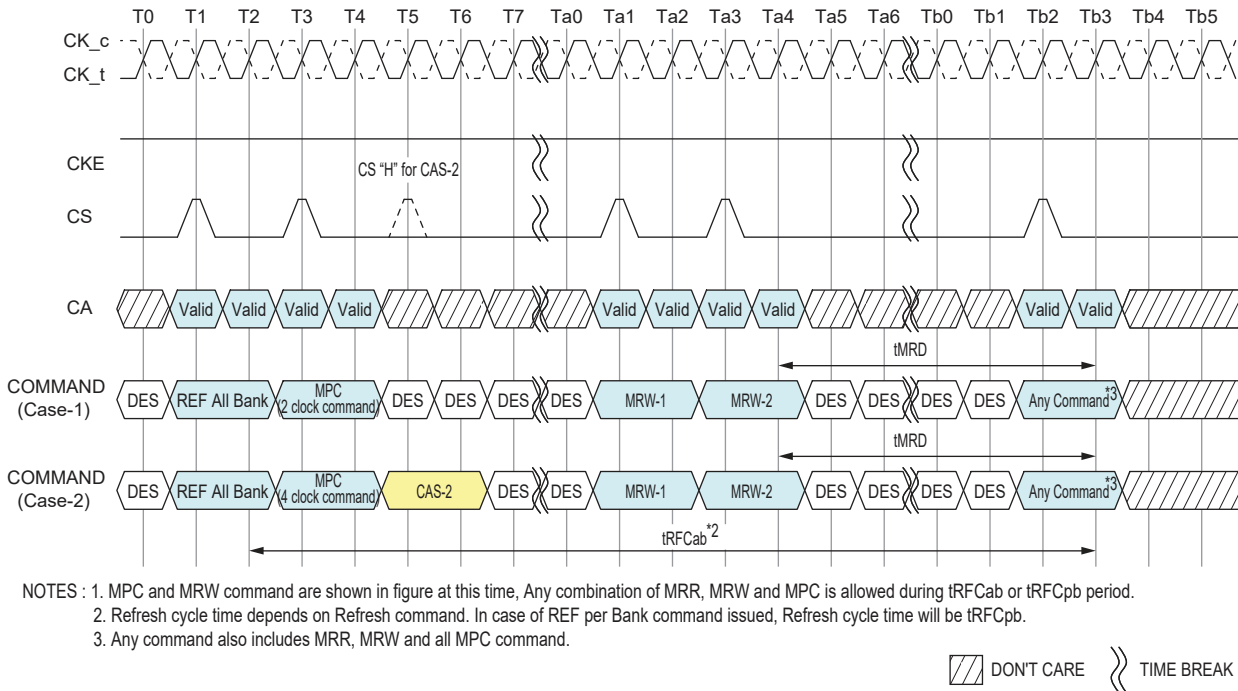 T0 T1 T2 T3 T4 T5 T6 T7 Ta0 Ta1 Ta2 Ta3 Ta4 Ta5 Ta6 Tb0 Tb1 Tb2 Tb3 Tb4 Tb5
CK_c
CK_t
CKE
CS “H” for CAS-2
CS
CA Valid Valid Valid Valid Valid Valid Valid Valid Valid Valid
tMRD
COMMAND
(Case-1)
DES REF All Bank MPC
(2 clock command) DES DES DES DES MRW-1 MRW-2 DES DES DES DES Any Command*3
tMRD
COMMAND
(Case-2)
DES REF All Bank MPC
(4 clock command) CAS-2 DES DES MRW-1 MRW-2 DES DES DES DES Any Command*3
tRFCab*2
NOTES : 1. MPC and MRW command are shown in figure at this time, Any combination of MRR, MRW and MPC is allowed during tRFCab or tRFCpb period.
2. Refresh cycle time depends on Refresh command. In case of REF per Bank command issued, Refresh cycle time will be tRFCpb.
3. Any command also includes MRR, MRW and all MPC command.
DON'T CARE TIME BREAK